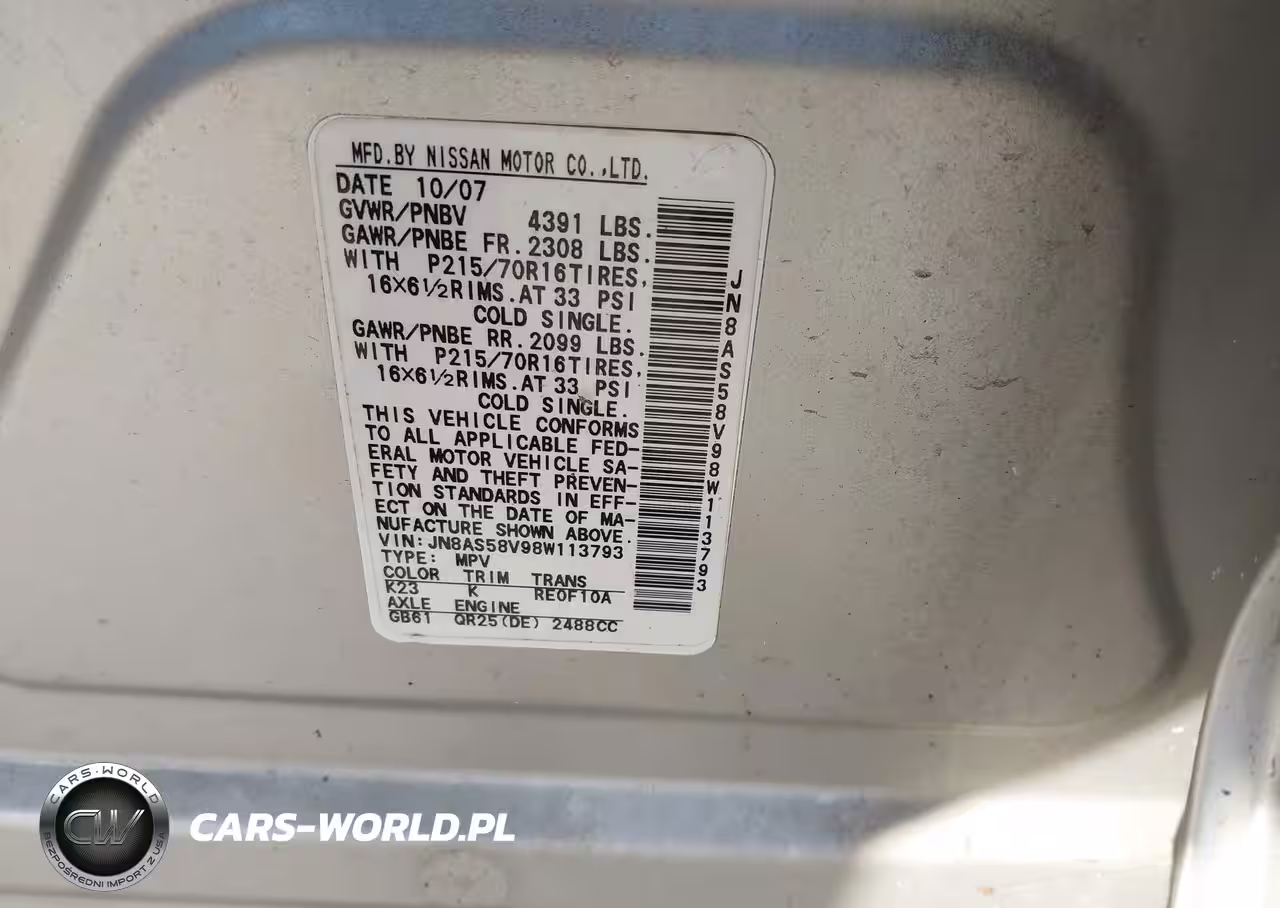 MFD.BY NISSAN MOTOR CO.,LTD.
DATE 10/07
GVWR/PNBV 4391 LBS.
GAWR/PNBE FR.2308 LBS.
WITH P215/70R16TIRES,
16×6½RIMS.AT 33 PSI
COLD SINGLE.
GAWR/PNBE RR.2099 LBS.
WITH P215/70R16TIRES,
16×6½RIMS.AT 33 PSI
COLD SINGLE.
THIS VEHICLE CONFORMS
TO ALL APPLICABLE FED-
ERAL MOTOR VEHICLE SA-
FETY AND THEFT PREVEN-
TION STANDARDS IN EFF-
ECT ON THE DATE OF MA-
NUFACTURE SHOWN ABOVE.
VIN:JN8AS58V98W113793
TYPE: MPV
COLOR TRIM TRANS
K23 K RE0F10A
AXLE ENGINE
GB61 QR25(DE) 2488CC
JN8AS58V98W113793
CARS-WORLD
CW
BEZPOŚREDNI IMPORT Z USA
CARS-WORLD.PL